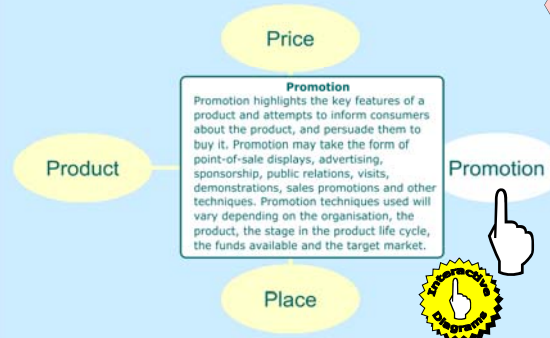 Price
Promotion
Promotion highlights the key features of a
product and attempts to inform consumers
about the product, and persuade them to
buy it. Promotion may take the form of
point-of-sale displays, advertising,
sponsorship, public relations, visits,
demonstrations, sales promotions and other
techniques. Promotion techniques used will
vary depending on the organisation, the
product, the stage in the product life cycle,
the funds available and the target market.
Product
Promotion
Place
Interactive
Diagrams